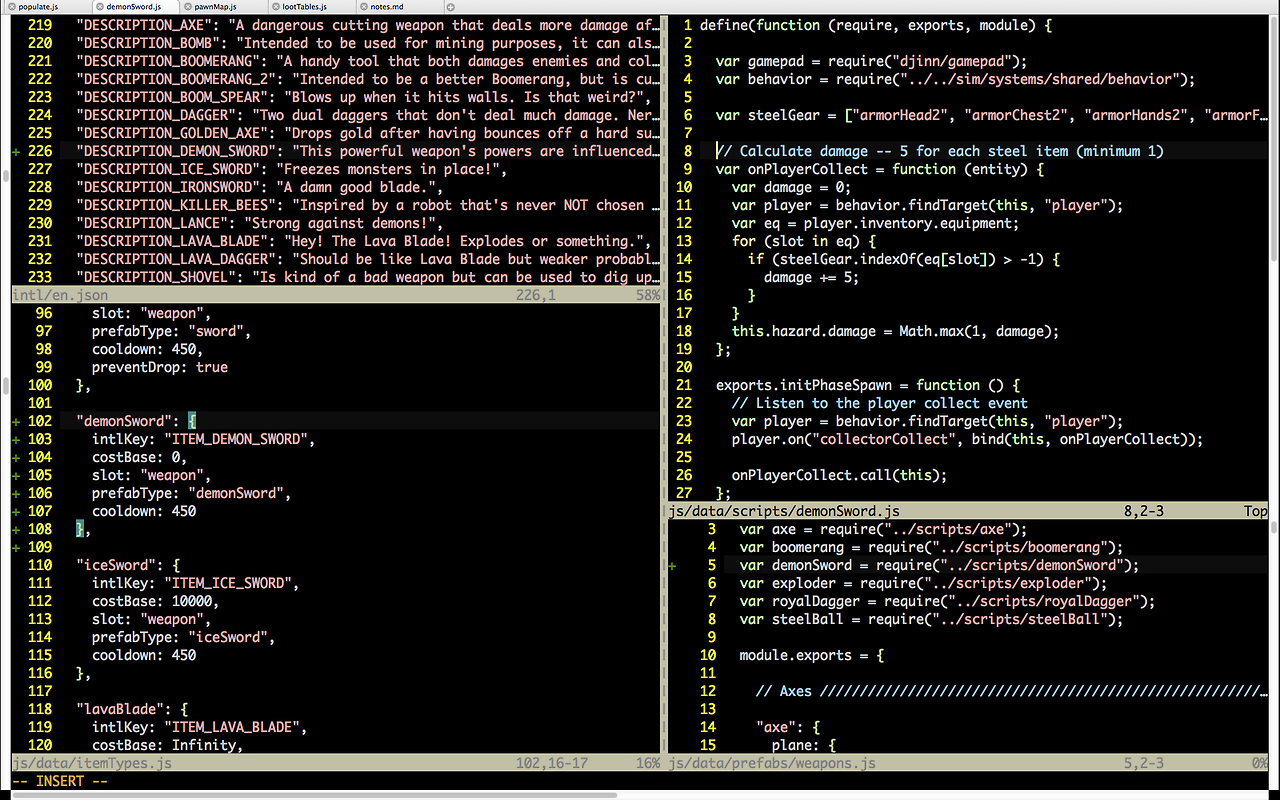 populate.js demonSword.js pawnMap.js lootTables.js notes.md
219 "DESCRIPTION_AXE": "A dangerous cutting weapon that deals more damage af…
220 "DESCRIPTION_BOMB": "Intended to be used for mining purposes, it can als…
221 "DESCRIPTION_BOOMERANG": "A handy tool that both damages enemies and col…
222 "DESCRIPTION_BOOMERANG_2": "Intended to be a better Boomerang, but is cu…
223 "DESCRIPTION_BOOM_SPEAR": "Blows up when it hits walls. Is that weird?",
224 "DESCRIPTION_DAGGER": "Two dual daggers that don't deal much damage. Ner…
225 "DESCRIPTION_GOLDEN_AXE": "Drops gold after having bounces off a hard su…
+ 226 "DESCRIPTION_DEMON_SWORD": "This powerful weapon's powers are influenced…
227 "DESCRIPTION_ICE_SWORD": "Freezes monsters in place!",
228 "DESCRIPTION_IRONSWORD": "A damn good blade.",
229 "DESCRIPTION_KILLER_BEES": "Inspired by a robot that's never NOT chosen …
230 "DESCRIPTION_LANCE": "Strong against demons!",
231 "DESCRIPTION_LAVA_BLADE": "Hey! The Lava Blade! Explodes or something.",
232 "DESCRIPTION_LAVA_DAGGER": "Should be like Lava Blade but weaker probabl…
233 "DESCRIPTION_SHOVEL": "Is kind of a bad weapon but can be used to dig up…
intl/en.json 226,1 58%
96 slot: "weapon",
97 prefabType: "sword",
98 cooldown: 450,
99 preventDrop: true
100 },
101
+ 102 "demonSword": {
+ 103 intlKey: "ITEM_DEMON_SWORD",
+ 104 costBase: 0,
+ 105 slot: "weapon",
+ 106 prefabType: "demonSword",
+ 107 cooldown: 450
+ 108 },
+ 109
110 "iceSword": {
111 intlKey: "ITEM_ICE_SWORD",
112 costBase: 10000,
113 slot: "weapon",
114 prefabType: "iceSword",
115 cooldown: 450
116 },
117
118 "lavaBlade": {
119 intlKey: "ITEM_LAVA_BLADE",
120 costBase: Infinity,
js/data/itemTypes.js 102,16-17 16%
-- INSERT --
1 define(function (require, exports, module) {
2
3 var gamepad = require("djinn/gamepad");
4 var behavior = require("../../sim/systems/shared/behavior");
5
6 var steelGear = ["armorHead2", "armorChest2", "armorHands2", "armorF…
7
8 // Calculate damage -- 5 for each steel item (minimum 1)
9 var onPlayerCollect = function (entity) {
10 var damage = 0;
11 var player = behavior.findTarget(this, "player");
12 var eq = player.inventory.equipment;
13 for (slot in eq) {
14 if (steelGear.indexOf(eq[slot]) > -1) {
15 damage += 5;
16 }
17 }
18 this.hazard.damage = Math.max(1, damage);
19 };
20
21 exports.initPhaseSpawn = function () {
22 // Listen to the player collect event
23 var player = behavior.findTarget(this, "player");
24 player.on("collectorCollect", bind(this, onPlayerCollect));
25
26 onPlayerCollect.call(this);
27 };
js/data/scripts/demonSword.js 8,2-3 Top
3 var axe = require("../scripts/axe");
4 var boomerang = require("../scripts/boomerang");
+ 5 var demonSword = require("../scripts/demonSword");
6 var exploder = require("../scripts/exploder");
7 var royalDagger = require("../scripts/royalDagger");
8 var steelBall = require("../scripts/steelBall");
9
10 module.exports = {
11
12 // Axes ///////////////////////////////////////////////////////…
13
14 "axe": {
15 plane: {
js/data/prefabs/weapons.js 5,2-3 0%